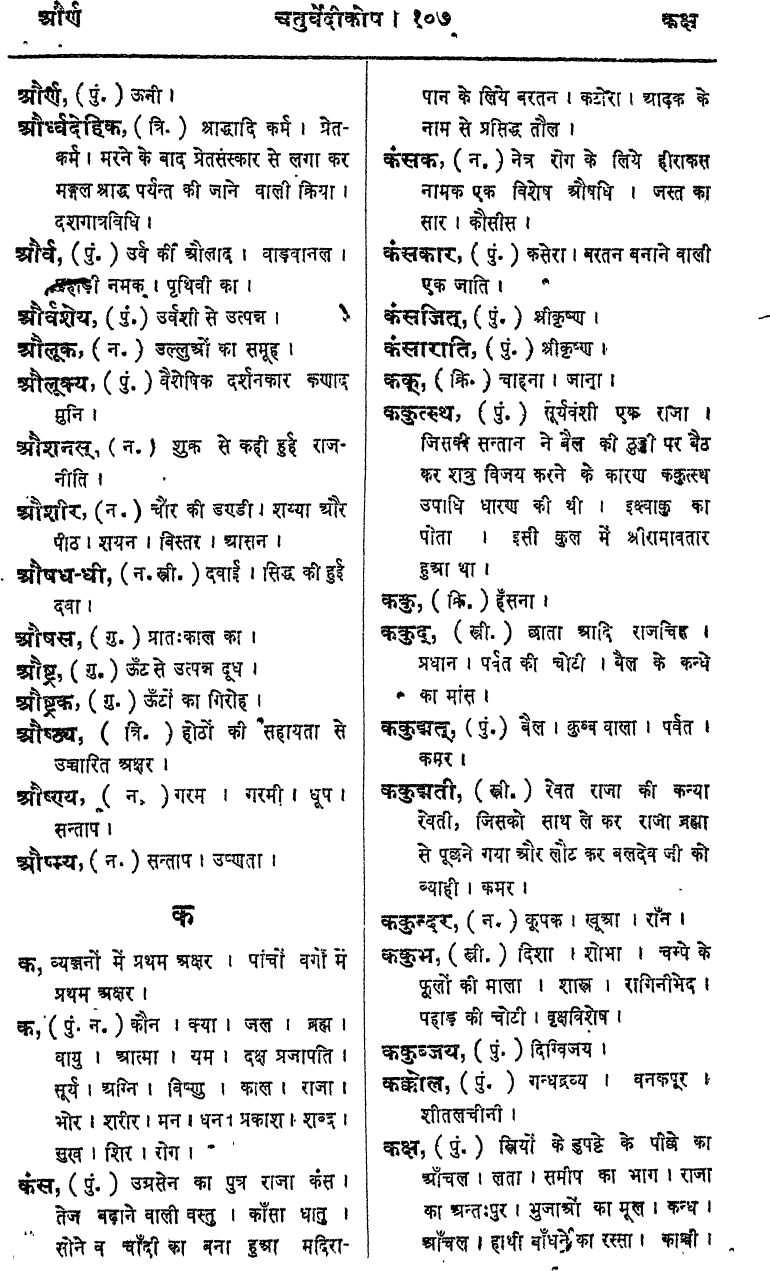 और्ण चतुर्वेदीकोष । १०७ कक्ष
और्ण, ( पुं. ) ऊनी ।
और्ध्वदेहिक, ( त्रि. ) श्राद्धादि कर्म । प्रेत-
कर्म । मरने के बाद प्रेतसंस्कार से लगा कर
मङ्गल श्राद्ध पर्यन्त की जाने वाली क्रिया ।
दशगात्रविधि ।
और्व, ( पुं. ) उर्व की औलाद । वाड़वानल ।
पहाड़ी नमक । पृथिवी का ।
और्वशेय, ( पुं. ) उर्वशी से उत्पन्न ।
औलूक, ( न. ) उल्लुओं का समूह ।
औलूक्य, ( पुं. ) वैशेषिक दर्शनकार कणाद
मुनि ।
औशनस्, ( न. ) शुक्र से कही हुई राज-
नीति ।
औशीर, ( न. ) चौंर की डण्डी । शय्या और
पीठ । शयन । विस्तर । आसन ।
औषध-धी, ( न. स्त्री. ) दवाई । सिद्ध की हुई
दवा ।
औषस, ( गु. ) प्रातःकाल का ।
औष्ट्र, ( गु. ) ऊँट से उत्पन्न दूध ।
औष्ट्रक, ( गु. ) ऊँटों का गिरोह ।
औष्ठ्य, ( त्रि. ) होठों की सहायता से
उच्चारित अक्षर ।
औष्ण्य, ( न. ) गरम । गरमी । धूप ।
सन्ताप ।
औष्म्य, ( न. ) सन्ताप । उष्णता ।
क
क, व्यञ्जनों में प्रथम अक्षर । पांचों वर्गों में
प्रथम अक्षर ।
क, ( पुं. न. ) कौन । क्या । जल । ब्रह्म ।
वायु । आत्मा । यम । दक्ष प्रजापति ।
सूर्य । अग्नि । विष्णु । काल । राजा ।
भोर । शरीर । मन । धन । प्रकाश । शब्द ।
सुख । शिर । रोग ।
कंस, ( पुं. ) उग्रसेन का पुत्र राजा कंस ।
तेज बढ़ाने वाली वस्तु । काँसा धातु ।
सोने व चाँदी का बना हुआ मदिरा-
पान के लिये बरतन । कटोरा । आढ़क के
नाम से प्रसिद्ध तौल ।
कंसक, ( न. ) नेत्र रोग के लिये हीराकस
नामक एक विशेष औषधि । जस्त का
सार । कौसीस ।
कंसकार, ( पुं. ) कसेरा । बरतन बनाने वाली
एक जाति ।
कंसजित्, ( पुं. ) श्रीकृष्ण ।
कंसाराति, ( पुं. ) श्रीकृष्ण ।
कक्, ( क्रि. ) चाहना । जाना ।
ककुत्स्थ, ( पुं. ) सूर्यवंशी एक राजा ।
जिसकी सन्तान ने बैल की ठुड्डी पर बैठ
कर शत्रु विजय करने के कारण ककुत्स्थ
उपाधि धारण की थी । इक्ष्वाकु का
पोता । इसी कुल में श्रीरामावतार
हुआ था ।
ककु, ( क्रि. ) हँसना ।
ककुद्, ( स्त्री. ) छाता आदि राजचिह्न ।
प्रधान । पर्वत की चोटी । बैल के कन्धे
का मांस ।
ककुद्मत्, ( पुं. ) बैल । कुब्ब वाला । पर्वत ।
कमर ।
ककुद्मती, ( स्त्री. ) रेवत राजा की कन्या
रेवती, जिसको साथ ले कर राजा ब्रह्मा
से पूछने गया और लौट कर बलदेव जी को
व्याही । कमर ।
ककुन्दर, ( न. ) कूपक । खूआ । राँन ।
ककुभ, ( स्त्री. ) दिशा । शोभा । चम्पे के
फूलों की माला । शास्त्र । रागिनीभेद ।
पहाड़ की चोटी । वृक्षविशेष ।
ककुब्जय, ( पुं. ) दिग्विजय ।
कक्कोल, ( पुं. ) गन्धद्रव्य । वनकपूर ।
शीतलचीनी ।
कक्ष, ( पुं. ) स्त्रियों के डुपट्टे के पीछे का
आँचल । लता । समीप का भाग । राजा
का अन्तःपुर । भुजाओं का मूल । कन्ध ।
आँचल । हाथी बाँधने का रस्सा । काञ्ची ।